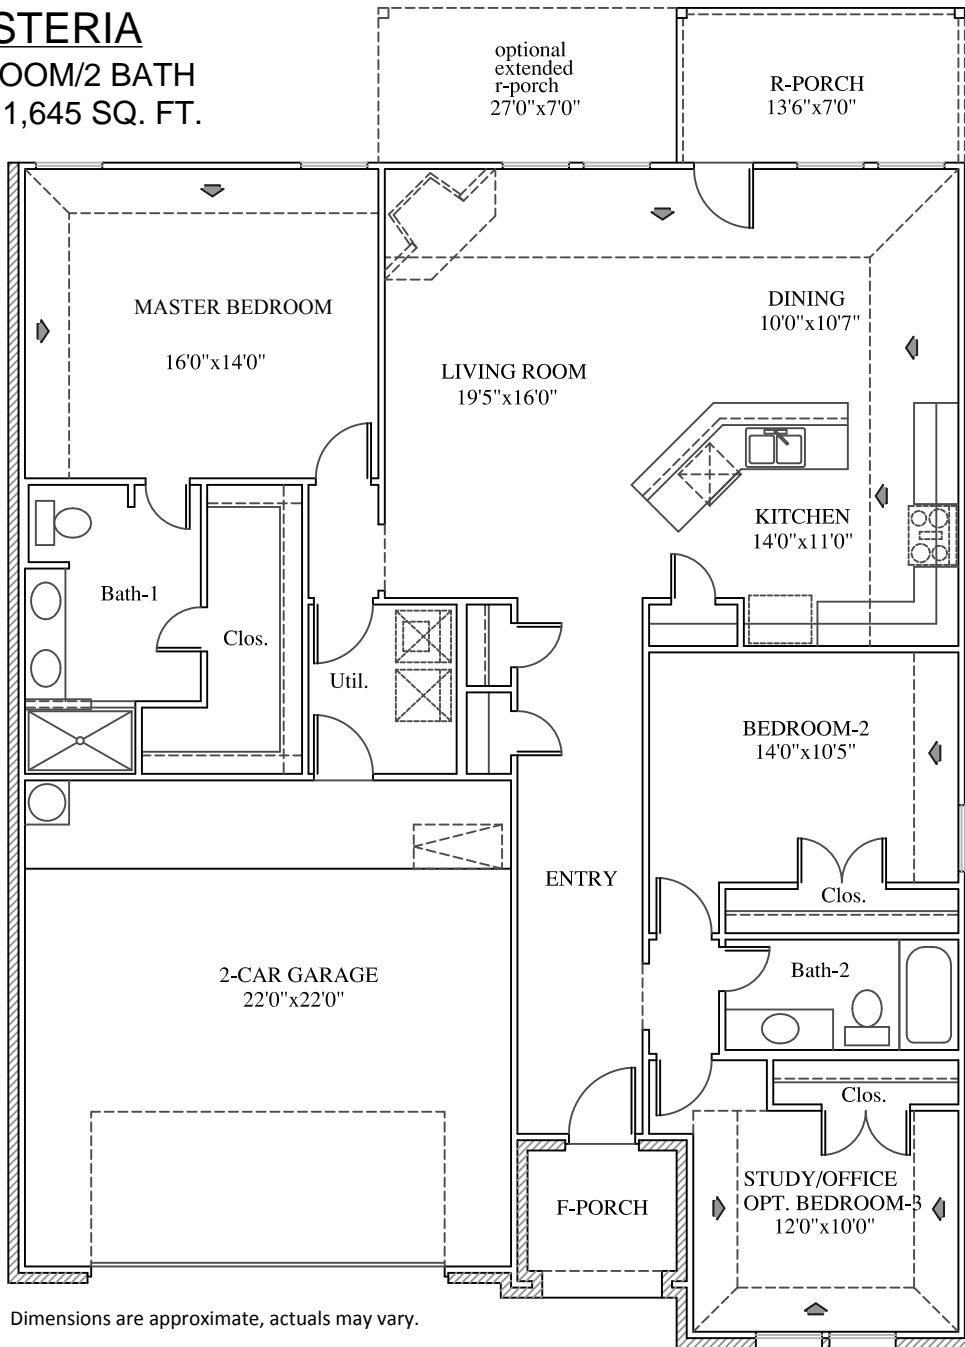 STERIA
OOM/2 BATH
1,645 SQ. FT.
optional
extended
r-porch
27'0"x7'0"
R-PORCH
13'6"x7'0"
MASTER BEDROOM
16'0"x14'0"
DINING
10'0"x10'7"
LIVING ROOM
19'5"x16'0"
KITCHEN
14'0"x11'0"
Bath-1
Clos.
Util.
BEDROOM-2
14'0"x10'5"
ENTRY
Clos.
2-CAR GARAGE
22'0"x22'0"
Bath-2
Clos.
STUDY/OFFICE
OPT. BEDROOM-3
12'0"x10'0"
F-PORCH
Dimensions are approximate, actuals may vary.